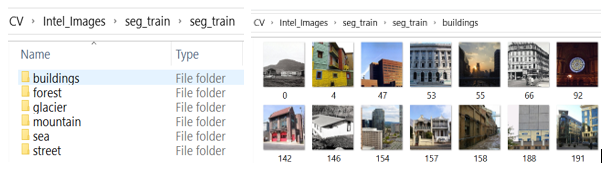 CV > Intel_Images > seg_train > seg_train
Name Type
buildings File folder
forest File folder
glacier File folder
mountain File folder
sea File folder
street File folder
CV > Intel_Images > seg_train > seg_train > buildings
0 4 47 53 55 66 92
142 146 154 157 158 188 191